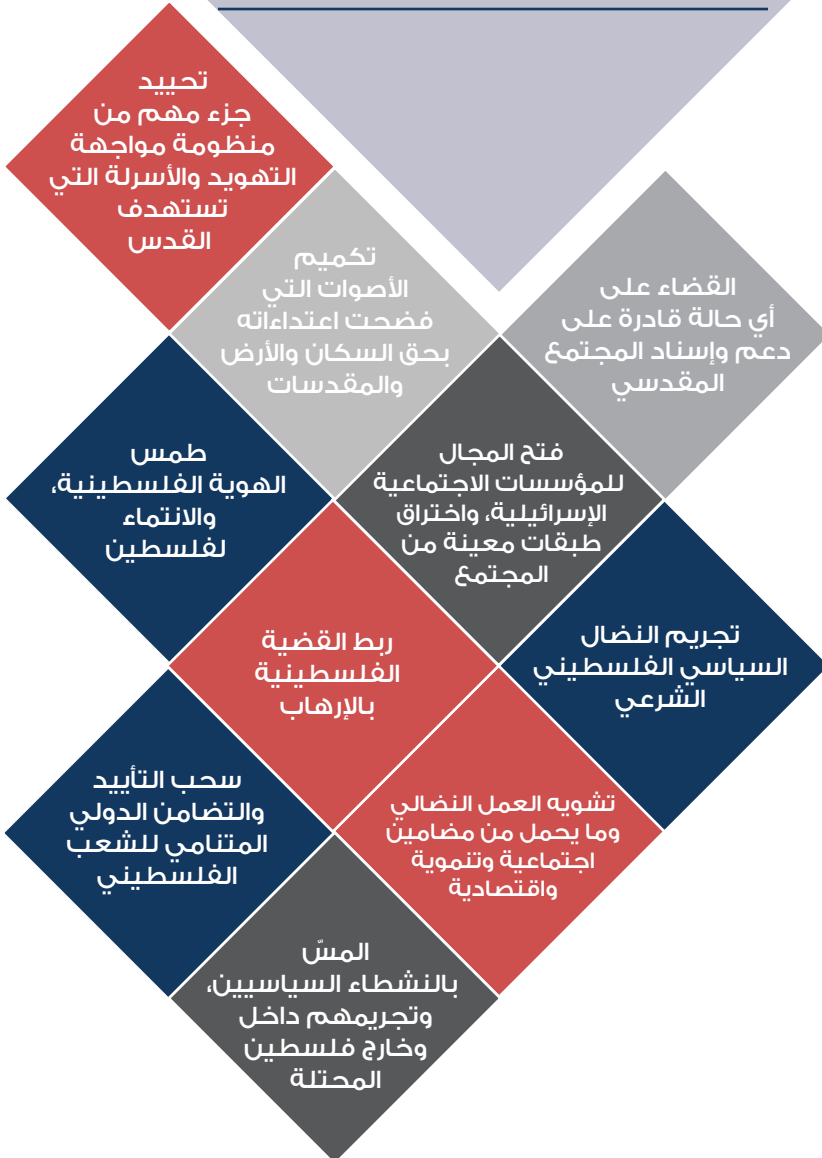 تحييد
جزء مهم من
منظومة مواجهة
التهويد والأسرلة التي
تستهدف
القدس
القضاء على
أي حالة قادرة على
دعم وإسناد المجتمع
المقدسي
تكميم
الأصوات التي
فضحت اعتداءاته
بحق السكان والأرض
والمقدسات
فتح المجال
للمؤسسات الاجتماعية
الإسرائيلية، واختراق
طبقات معينة من
المجتمع
طمس
الهوية الفلسطينية،
والانتماء
لفلسطين
تجريم النضال
السياسي الفلسطيني
الشرعي
ربط القضية
الفلسطينية
بالإرهاب
تشويه العمل النضالي
وما يحمل من مضامين
اجتماعية وتنموية
واقتصادية
سحب التأييد
والتضامن الدولي
المتنامي للشعب
الفلسطيني
المسّ
بالنشطاء السياسيين،
وتجريمهم داخل
وخارج فلسطين
المحتلة